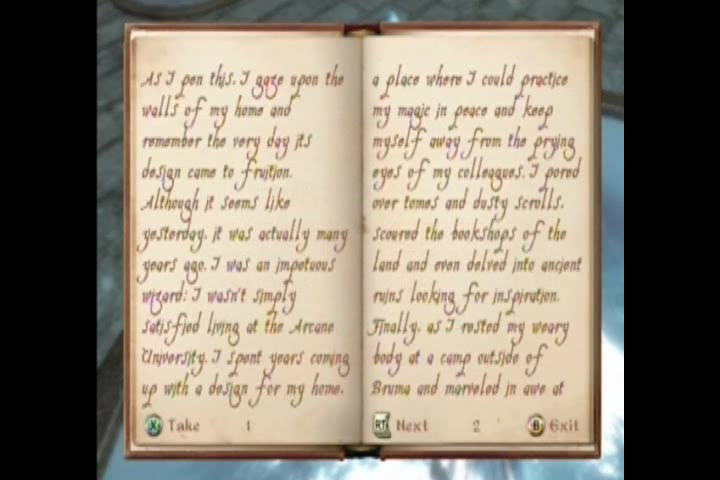 As I pen this, I gaze upon the
walls of my home and
remember the very day its
design came to fruition.
Although it seems like
yesterday, it was actually many
years ago. I was an impetuous
wizard; I wasn't simply
satisfied living at the Arcane
University. I spent years coming
up with a design for my home,
a place where I could practice
my magic in peace and keep
myself away from the prying
eyes of my colleagues. I pored
over tomes and dusty scrolls,
scoured the bookshops of the
land and even delved into ancient
ruins looking for inspiration.
Finally, as I rested my weary
body at a camp outside of
Bruma and marveled in awe at
X Take 1
RT Next 2 B Exit